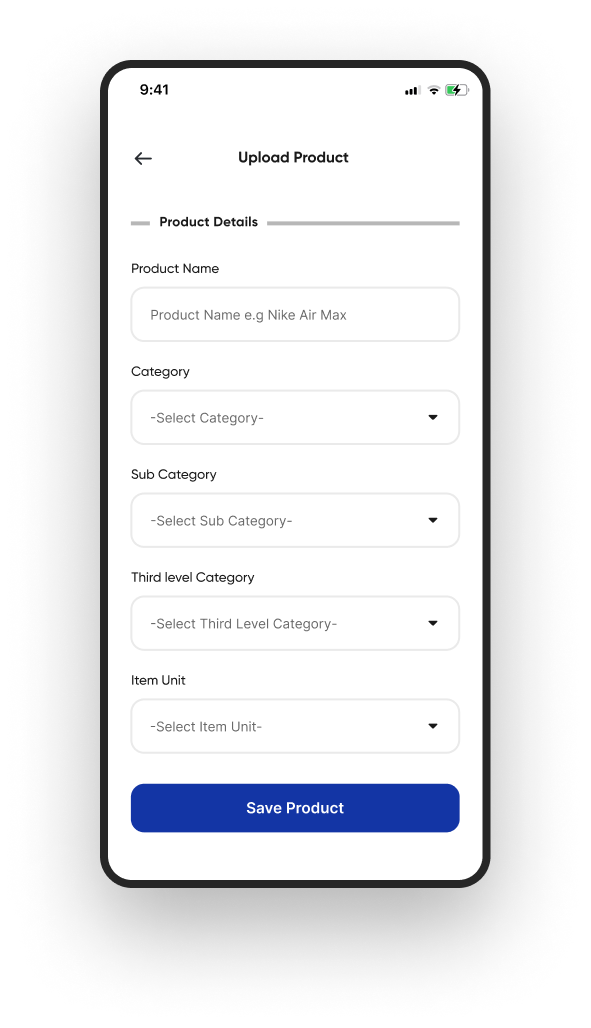 9:41
Upload Product
Product Details
Product Name
Product Name e.g Nike Air Max
Category
-Select Category-
Sub Category
-Select Sub Category-
Third level Category
-Select Third Level Category-
Item Unit
-Select Item Unit-
Save Product